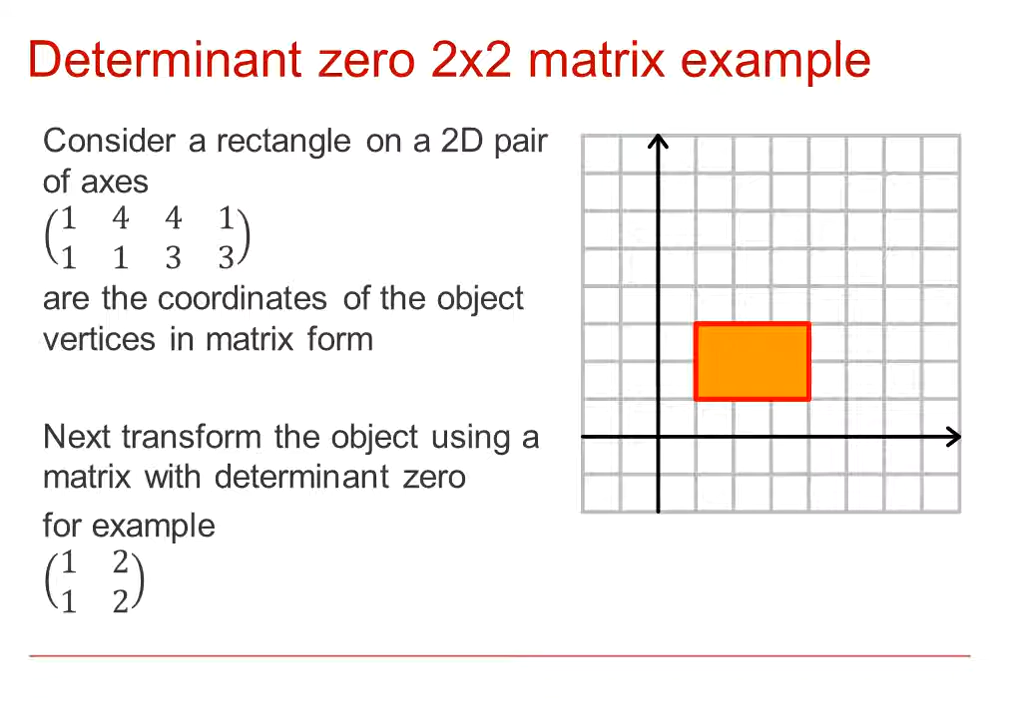 Determinant zero 2x2 matrix example
Consider a rectangle on a 2D pair
of axes
(1 4 4 1
1 1 3 3)
are the coordinates of the object
vertices in matrix form
Next transform the object using a
matrix with determinant zero
for example
(1 2
1 2)